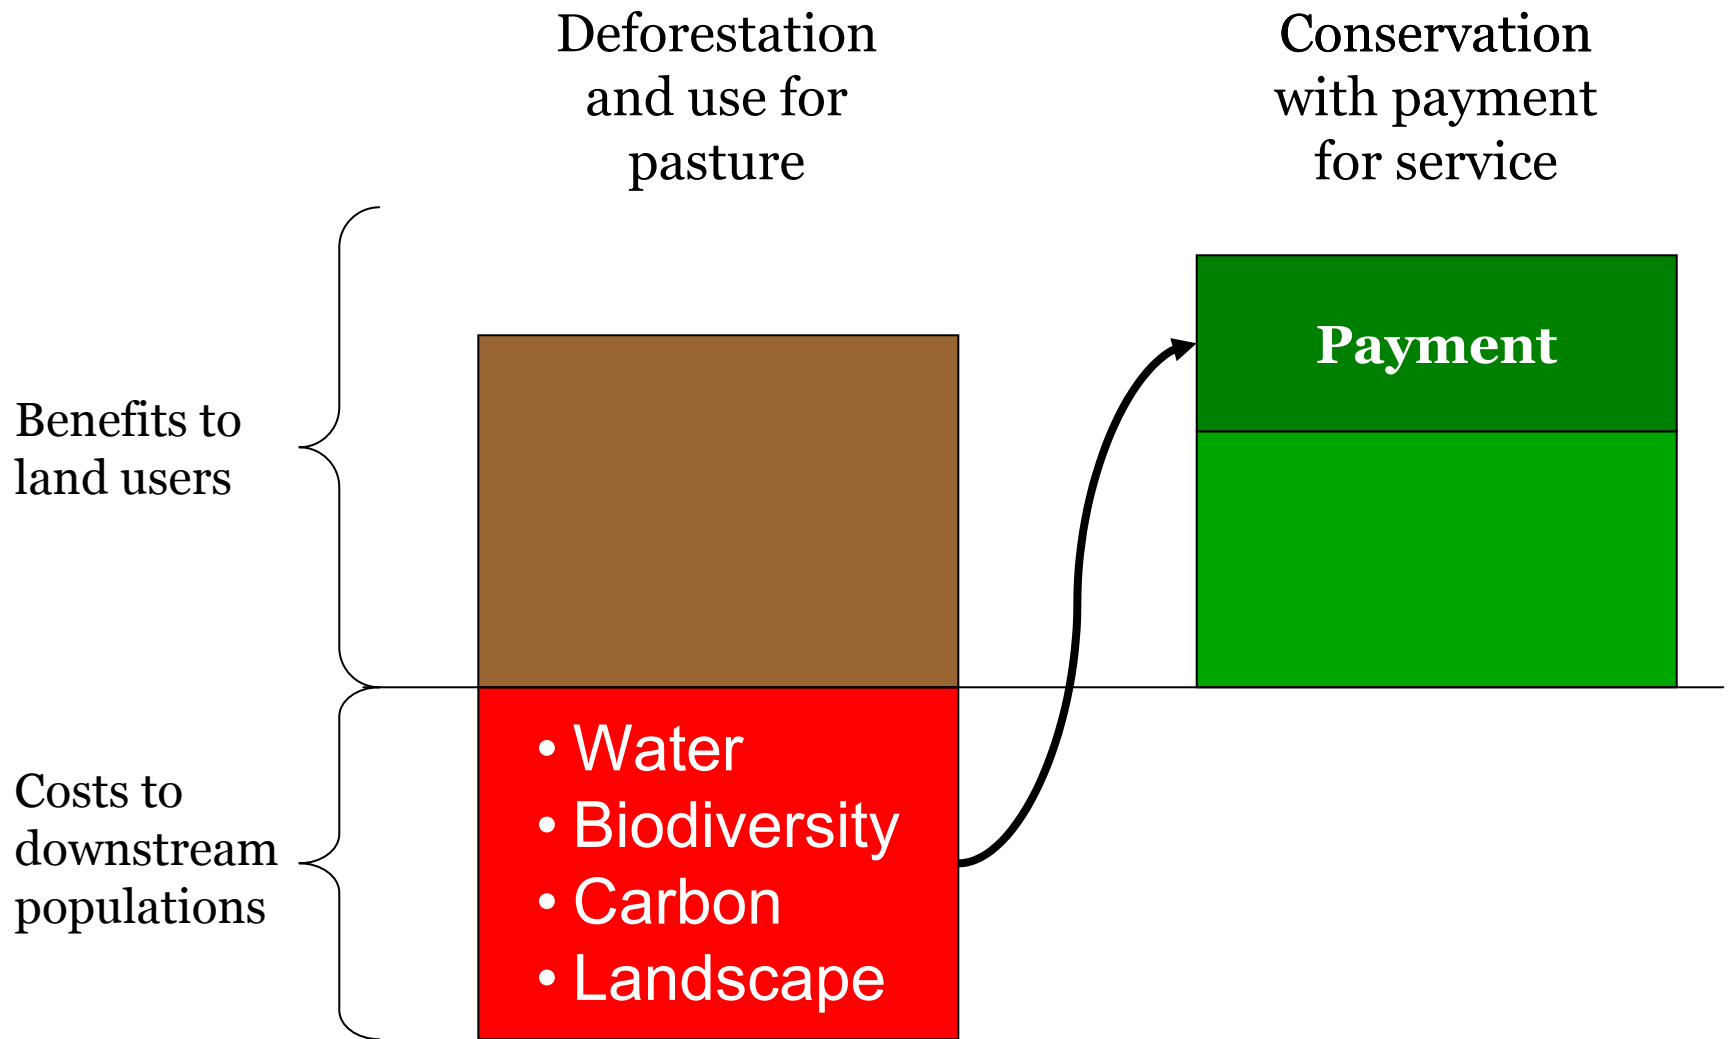 Deforestation
and use for
pasture
Conservation
with payment
for service
Benefits to
land users
Payment
Costs to
downstream
populations
• Water
• Biodiversity
• Carbon
• Landscape